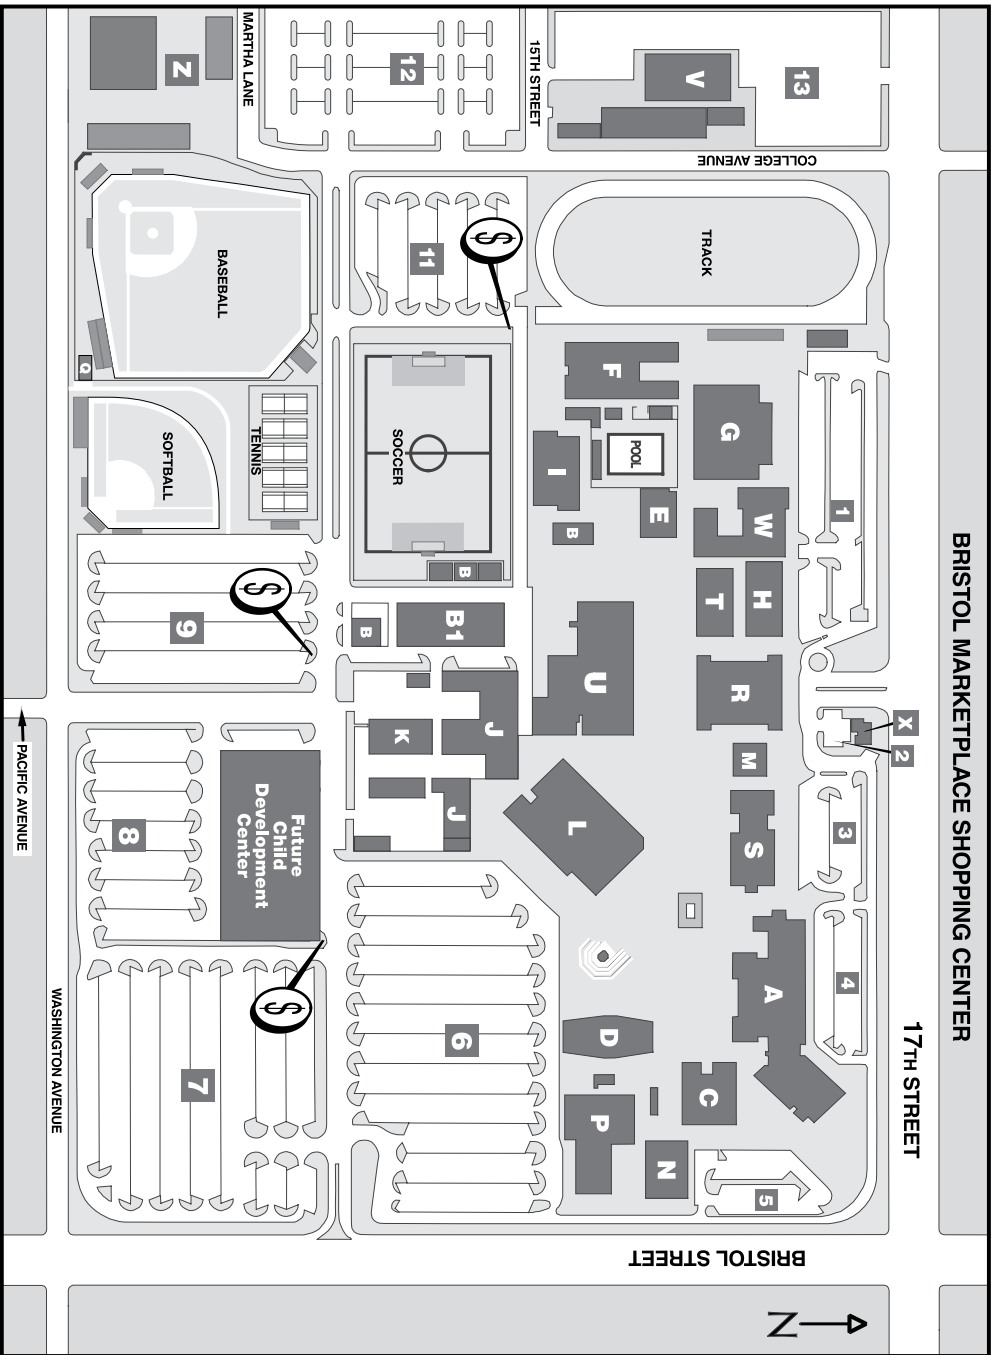 BRISTOL MARKETPLACE SHOPPING CENTER
17TH STREET
13
V
COLLEGE AVENUE
15TH STREET
12
MARTHA LANE
Z
TRACK
11
$
BASEBALL
Q
SOFTBALL
TENNIS
SOCCER
F
G
POOL
I
E
B
B
W
1
H
T
R
X
2
M
S
3
4
A
L
U
B1
B
J
K
J
9
$
8
Future
Child
Development
Center
$
7
6
D
C
P
N
5
BRISTOL STREET
WASHINGTON AVENUE
PACIFIC AVENUE
N